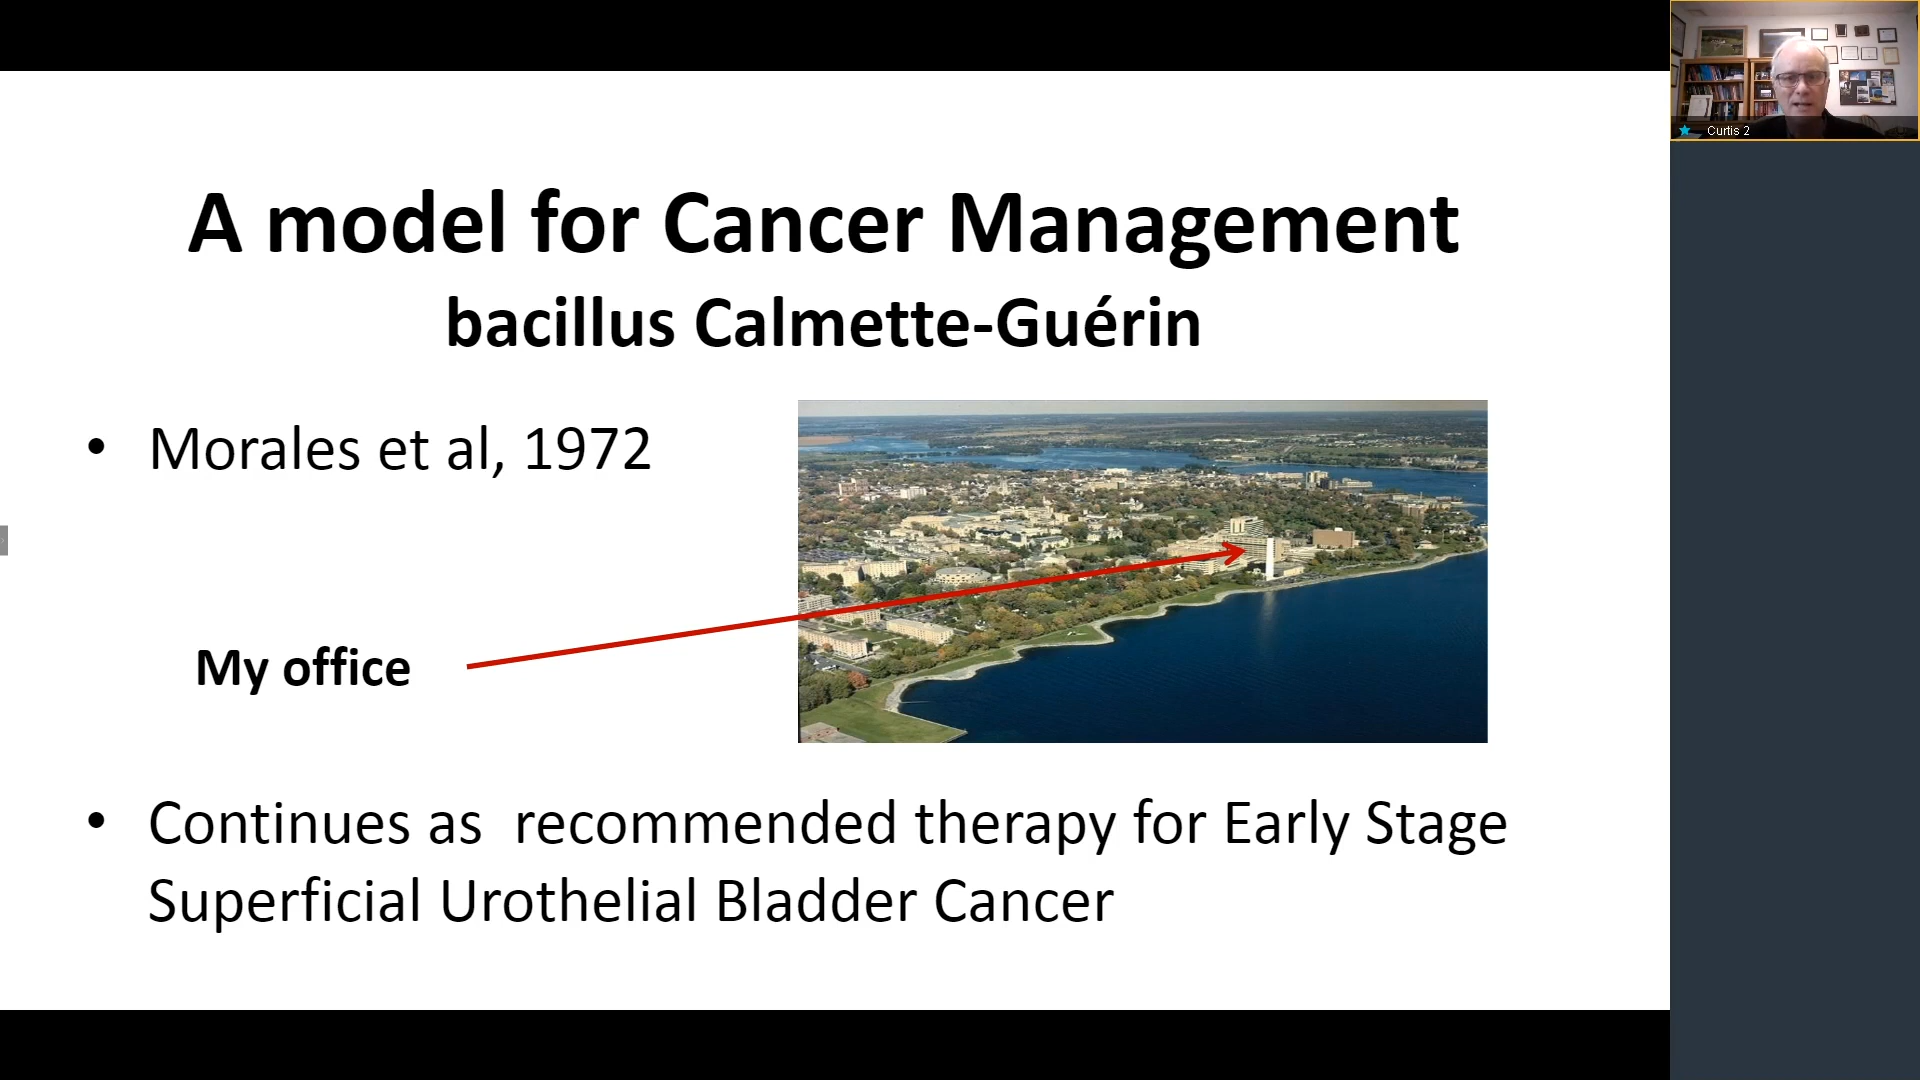 A model for Cancer Management
bacillus Calmette-Guérin
• Morales et al, 1972
My office
• Continues as  recommended therapy for Early Stage
Superficial Urothelial Bladder Cancer
Curtis 2